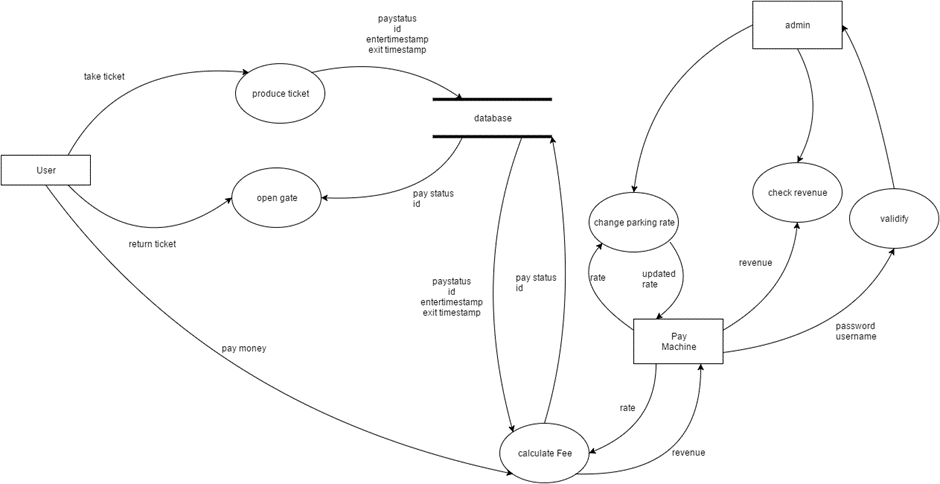 paystatus
id
entertimestamp
exit timestamp
admin
take ticket
produce ticket
database
User
open gate
pay status
id
check revenue
change parking rate
validify
return ticket
revenue
rate
updated
rate
paystatus
id
entertimestamp
exit timestamp
pay status
id
password
username
Pay
Machine
pay money
rate
calculate Fee
revenue